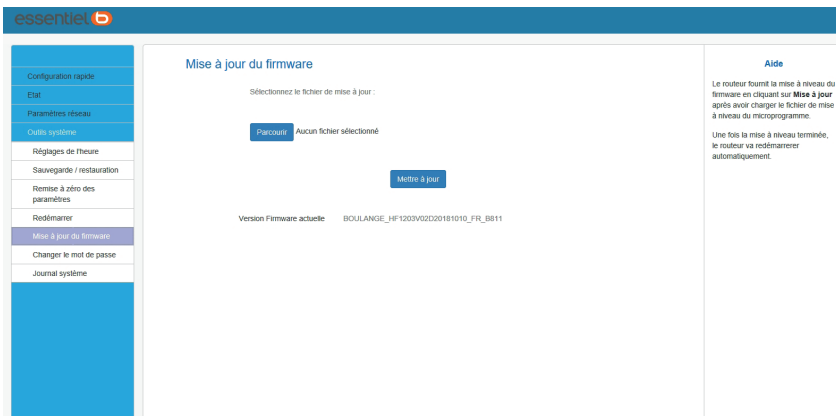 essentiel b
Configuration rapide
Etat
Paramètres réseau
Outils système
Réglages de l'heure
Sauvegarde / restauration
Remise à zéro des
paramètres
Redémarrer
Mise à jour du firmware
Changer le mot de passe
Journal système
Mise à jour du firmware
Sélectionnez le fichier de mise à jour :
Parcourir Aucun fichier sélectionné
Mettre à jour
Version Firmware actuelle BOULANGE_HF1203V02D20181010_FR_B811
Aide
Le routeur fournit la mise à niveau du
firmware en cliquant sur Mise à jour
après avoir charger le fichier de mise
à niveau du microprogramme.
Une fois la mise à niveau terminée,
le routeur va redémarrerer
automatiquement.